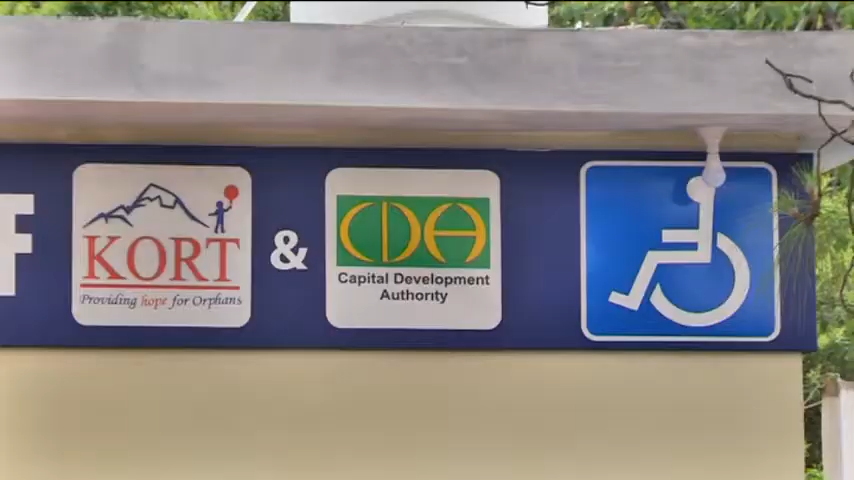 F
KORT
Providing hope for Orphans
&
CDA
Capital Development
Authority